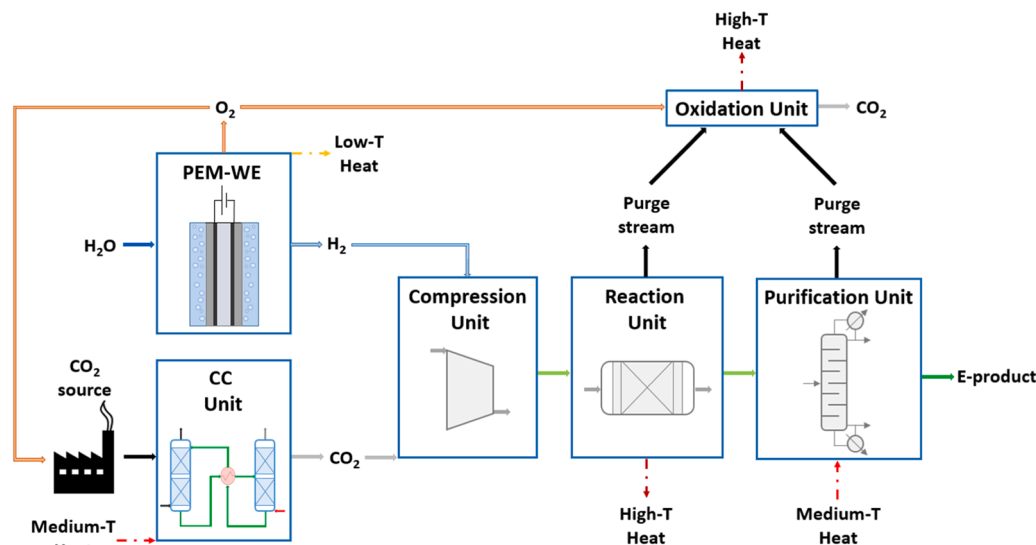 High-T
Heat
O2
Oxidation Unit
CO2
Low-T
Heat
PEM-WE
Purge
stream
Purge
stream
H2O
H2
Compression
Unit
Reaction
Unit
Purification Unit
CO2
source
CC
Unit
E-product
CO2
Medium-T
High-T
Heat
Medium-T
Heat